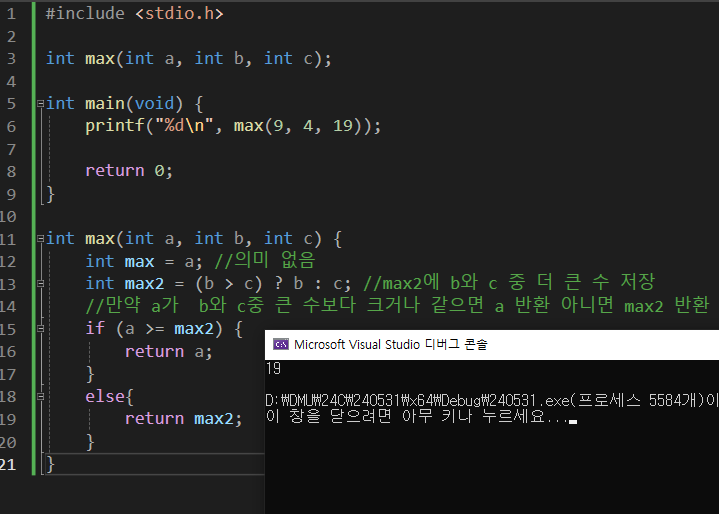 1 #include <stdio.h>
2
3 int max(int a, int b, int c);
4
5 int main(void) {
6 printf("%d\n", max(9, 4, 19));
7
8 return 0;
9 }
10
11 int max(int a, int b, int c) {
12 int max = a; //의미 없음
13 int max2 = (b > c) ? b : c; //max2에 b와 c 중 더 큰 수 저장
14 //만약 a가  b와 c중 큰 수보다 크거나 같으면 a 반환 아니면 max2 반환
15 if (a >= max2) {
16 return a;
17 }
18 else{
19 return max2;
20 }
21 }
Microsoft Visual Studio 디버그 콘솔
19
D:\DMU\24C\240531\x64\Debug\240531.exe(프로세스 5584개)이
이 창을 닫으려면 아무 키나 누르세요...